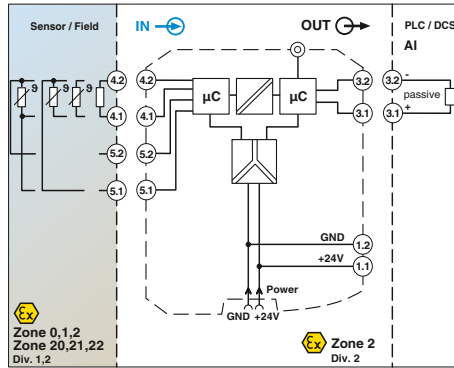 Sensor / Field
IN
OUT
PLC / DCS
AI
ϑ ϑ ϑ
4.2 4.2 µC µC 3.2 3.2 -
passive
4.1 4.1 3.1 3.1 +
5.2 5.2
5.1 5.1
GND 1.2
+24V 1.1
Power
GND +24V
Ex
Zone 0,1,2
Zone 20,21,22
Div. 1,2
Ex Zone 2
Div. 2